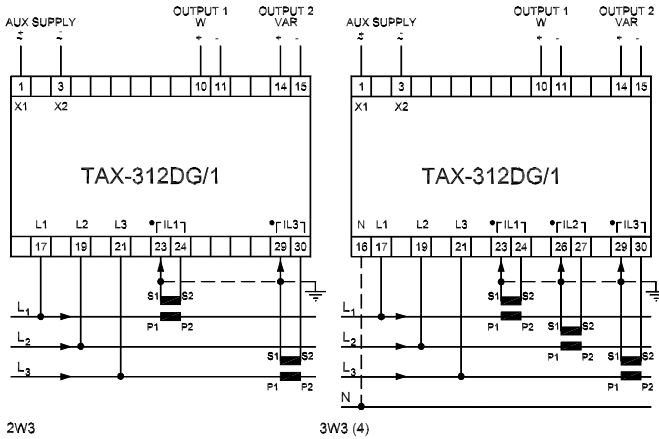 AUX SUPPLY OUTPUT 1 OUTPUT 2 AUX SUPPLY OUTPUT 1 OUTPUT 2
W VAR W VAR
+ - + - + - + -
1 3 10 11 14 15 1 3 10 11 14 15
X1 X2 X1 X2
TAX-312DG/1 TAX-312DG/1
L1 L2 L3 IL1 IL3 N L1 L2 L3 IL1 IL2 IL3
17 19 21 23 24 29 30 16 17 19 21 23 24 26 27 29 30
S1 S2 S1 S2
L1 L1
P1 P2 P1 P2 S1 S2
L2 L2
S1 S2 P1 P2 S1 S2
L3 L3
P1 P2 P1 P2
N
2W3 3W3 (4)